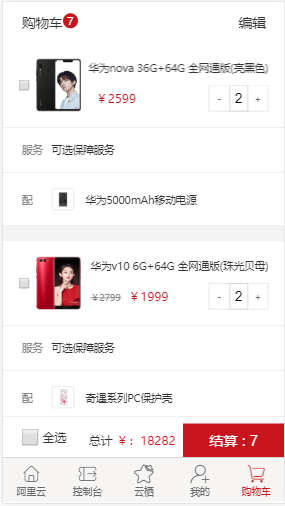 购物车 7 编辑
华为nova 36G+64G 全网通版(亮黑色)
￥2599 - 2 +
服务 可选保障服务
配 华为5000mAh移动电源
华为v10 6G+64G 全网通版(珠光贝母)
￥2799 ￥1999 - 2 +
服务 可选保障服务
配 奇遇系列PC保护壳
全选 总计 ￥：18282 结算 : 7
阿里云 控制台 云栖 我的 购物车